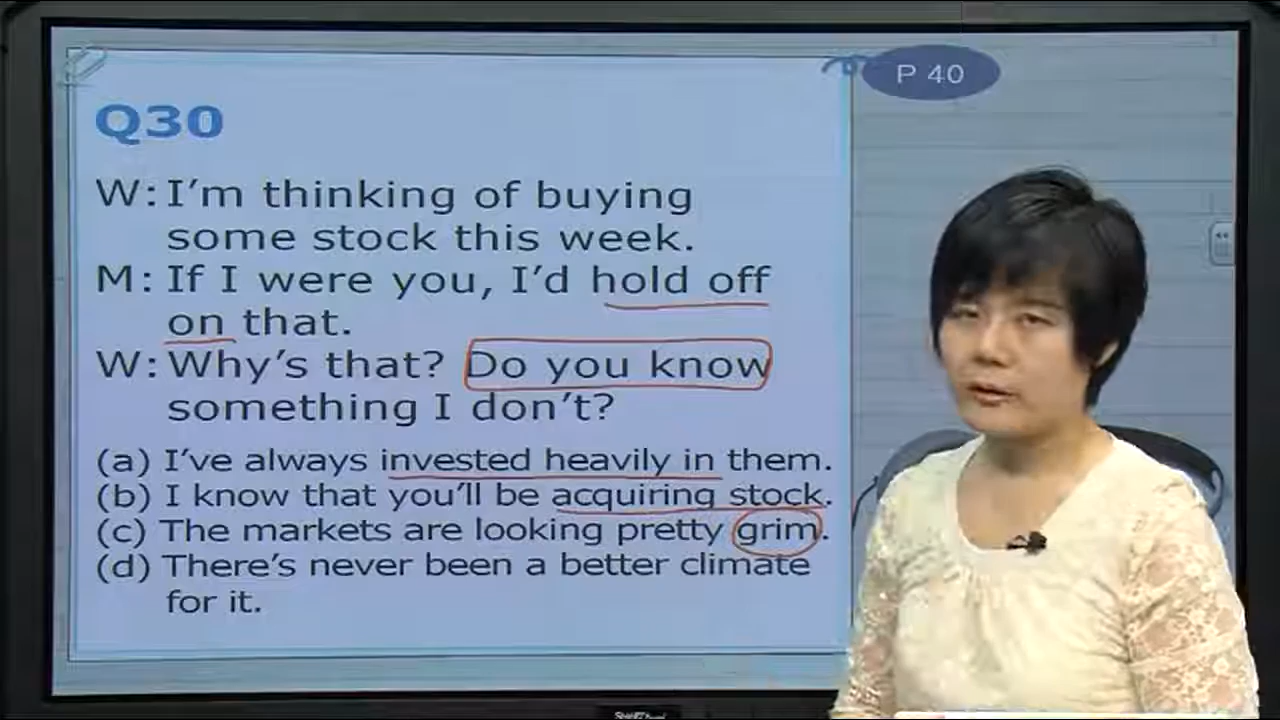 P 40
Q30
W: I'm thinking of buying
some stock this week.
M: If I were you, I'd hold off
on that.
W: Why's that? Do you know
something I don't?
(a) I've always invested heavily in them.
(b) I know that you'll be acquiring stock.
(c) The markets are looking pretty grim.
(d) There's never been a better climate
for it.